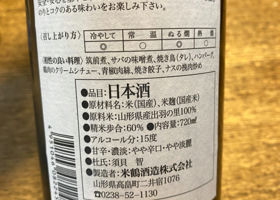 りとコクのある味わいをお楽しみ下さい。
(召し上がり方)
冷やして 常温 ぬる燗 熱燗
(相性の良い料理) 筑前煮、サバの味噌煮、焼き鳥(タレ)、ハンバーグ、
鶏肉のクリームシチュー、青椒肉絲、焼き餃子、ナスの挽肉炒め
●品目:日本酒
●原材料名:米(国産)、米麹(国産米)
●原料米:山形県産出羽の里100%
●精米歩合:60% ●内容量:720ml
●アルコール分:15度
●甘辛・濃淡:やや辛口・やや淡麗
●杜氏:須貝 智
●製造者:米鶴酒造株式会社
山形県高畠町二井宿1076
☎0238-52-1130